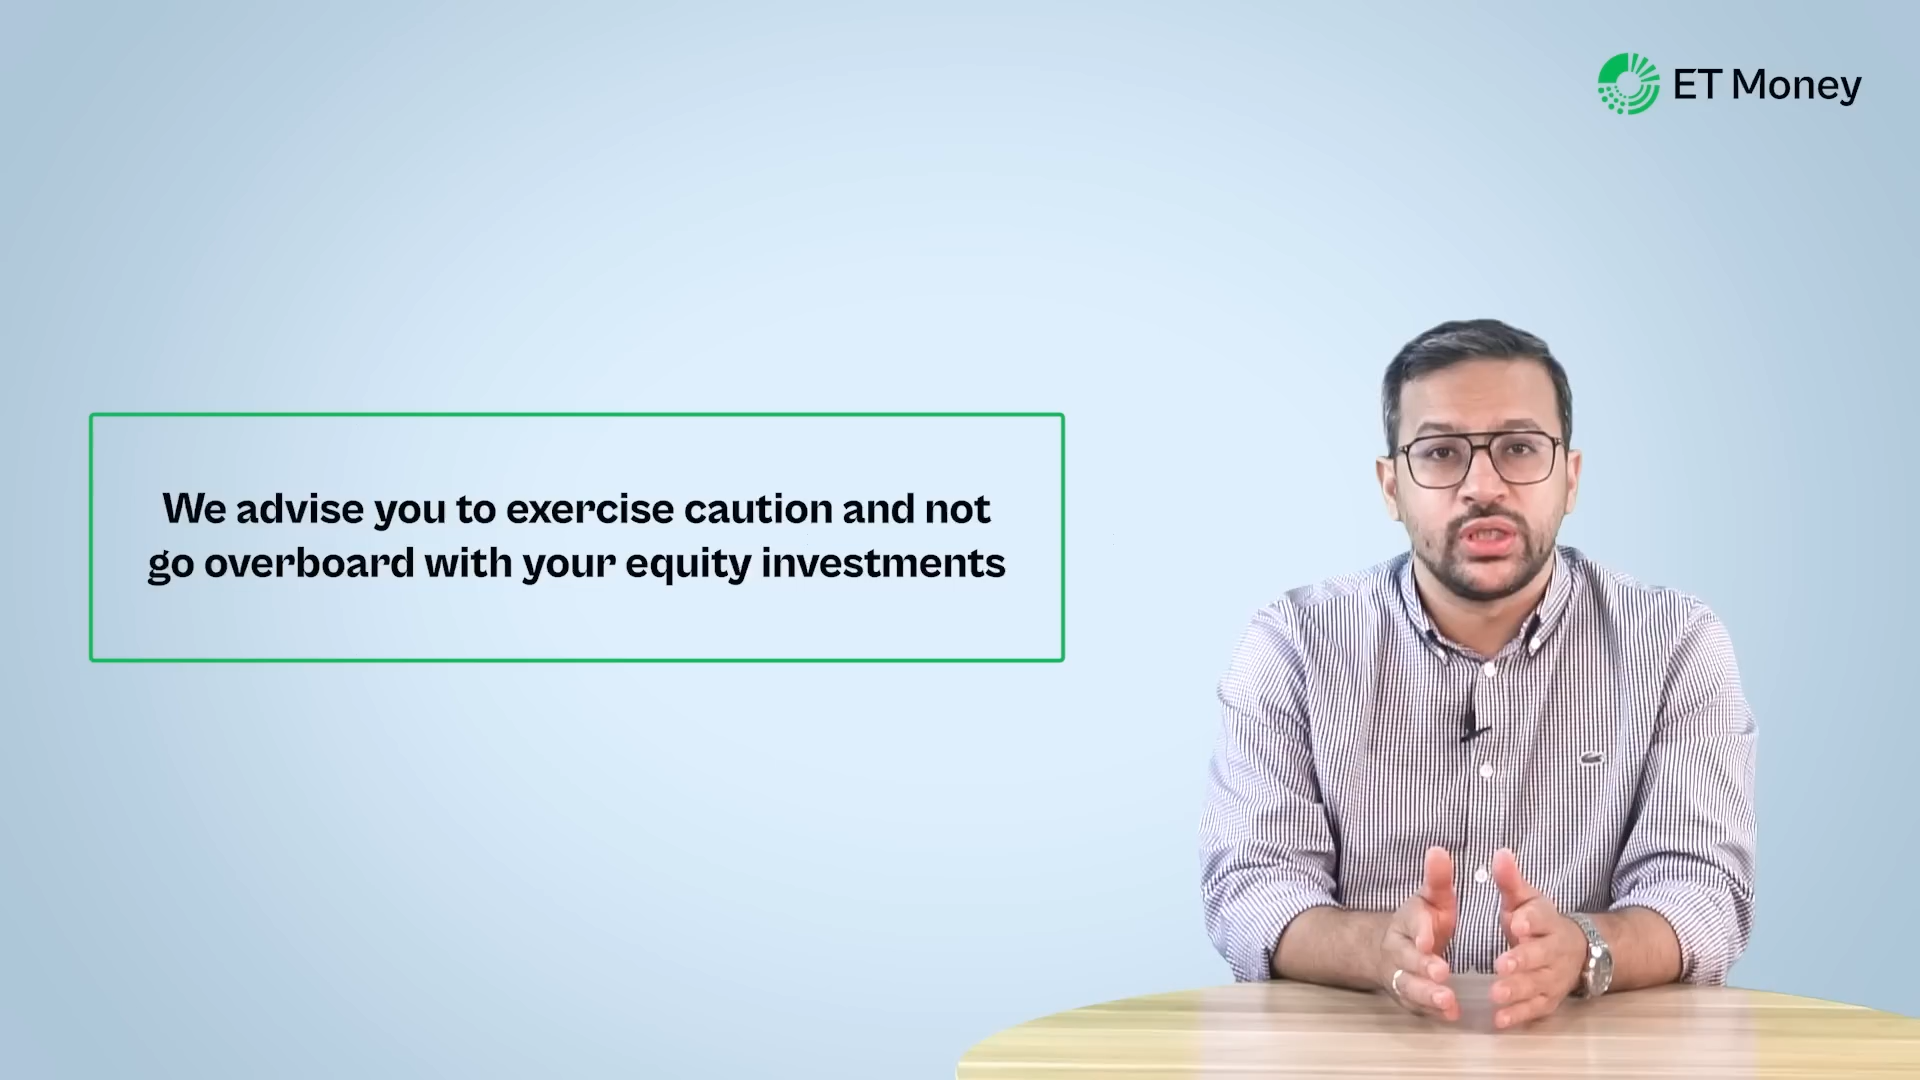 ET Money
We advise you to exercise caution and not
go overboard with your equity investments